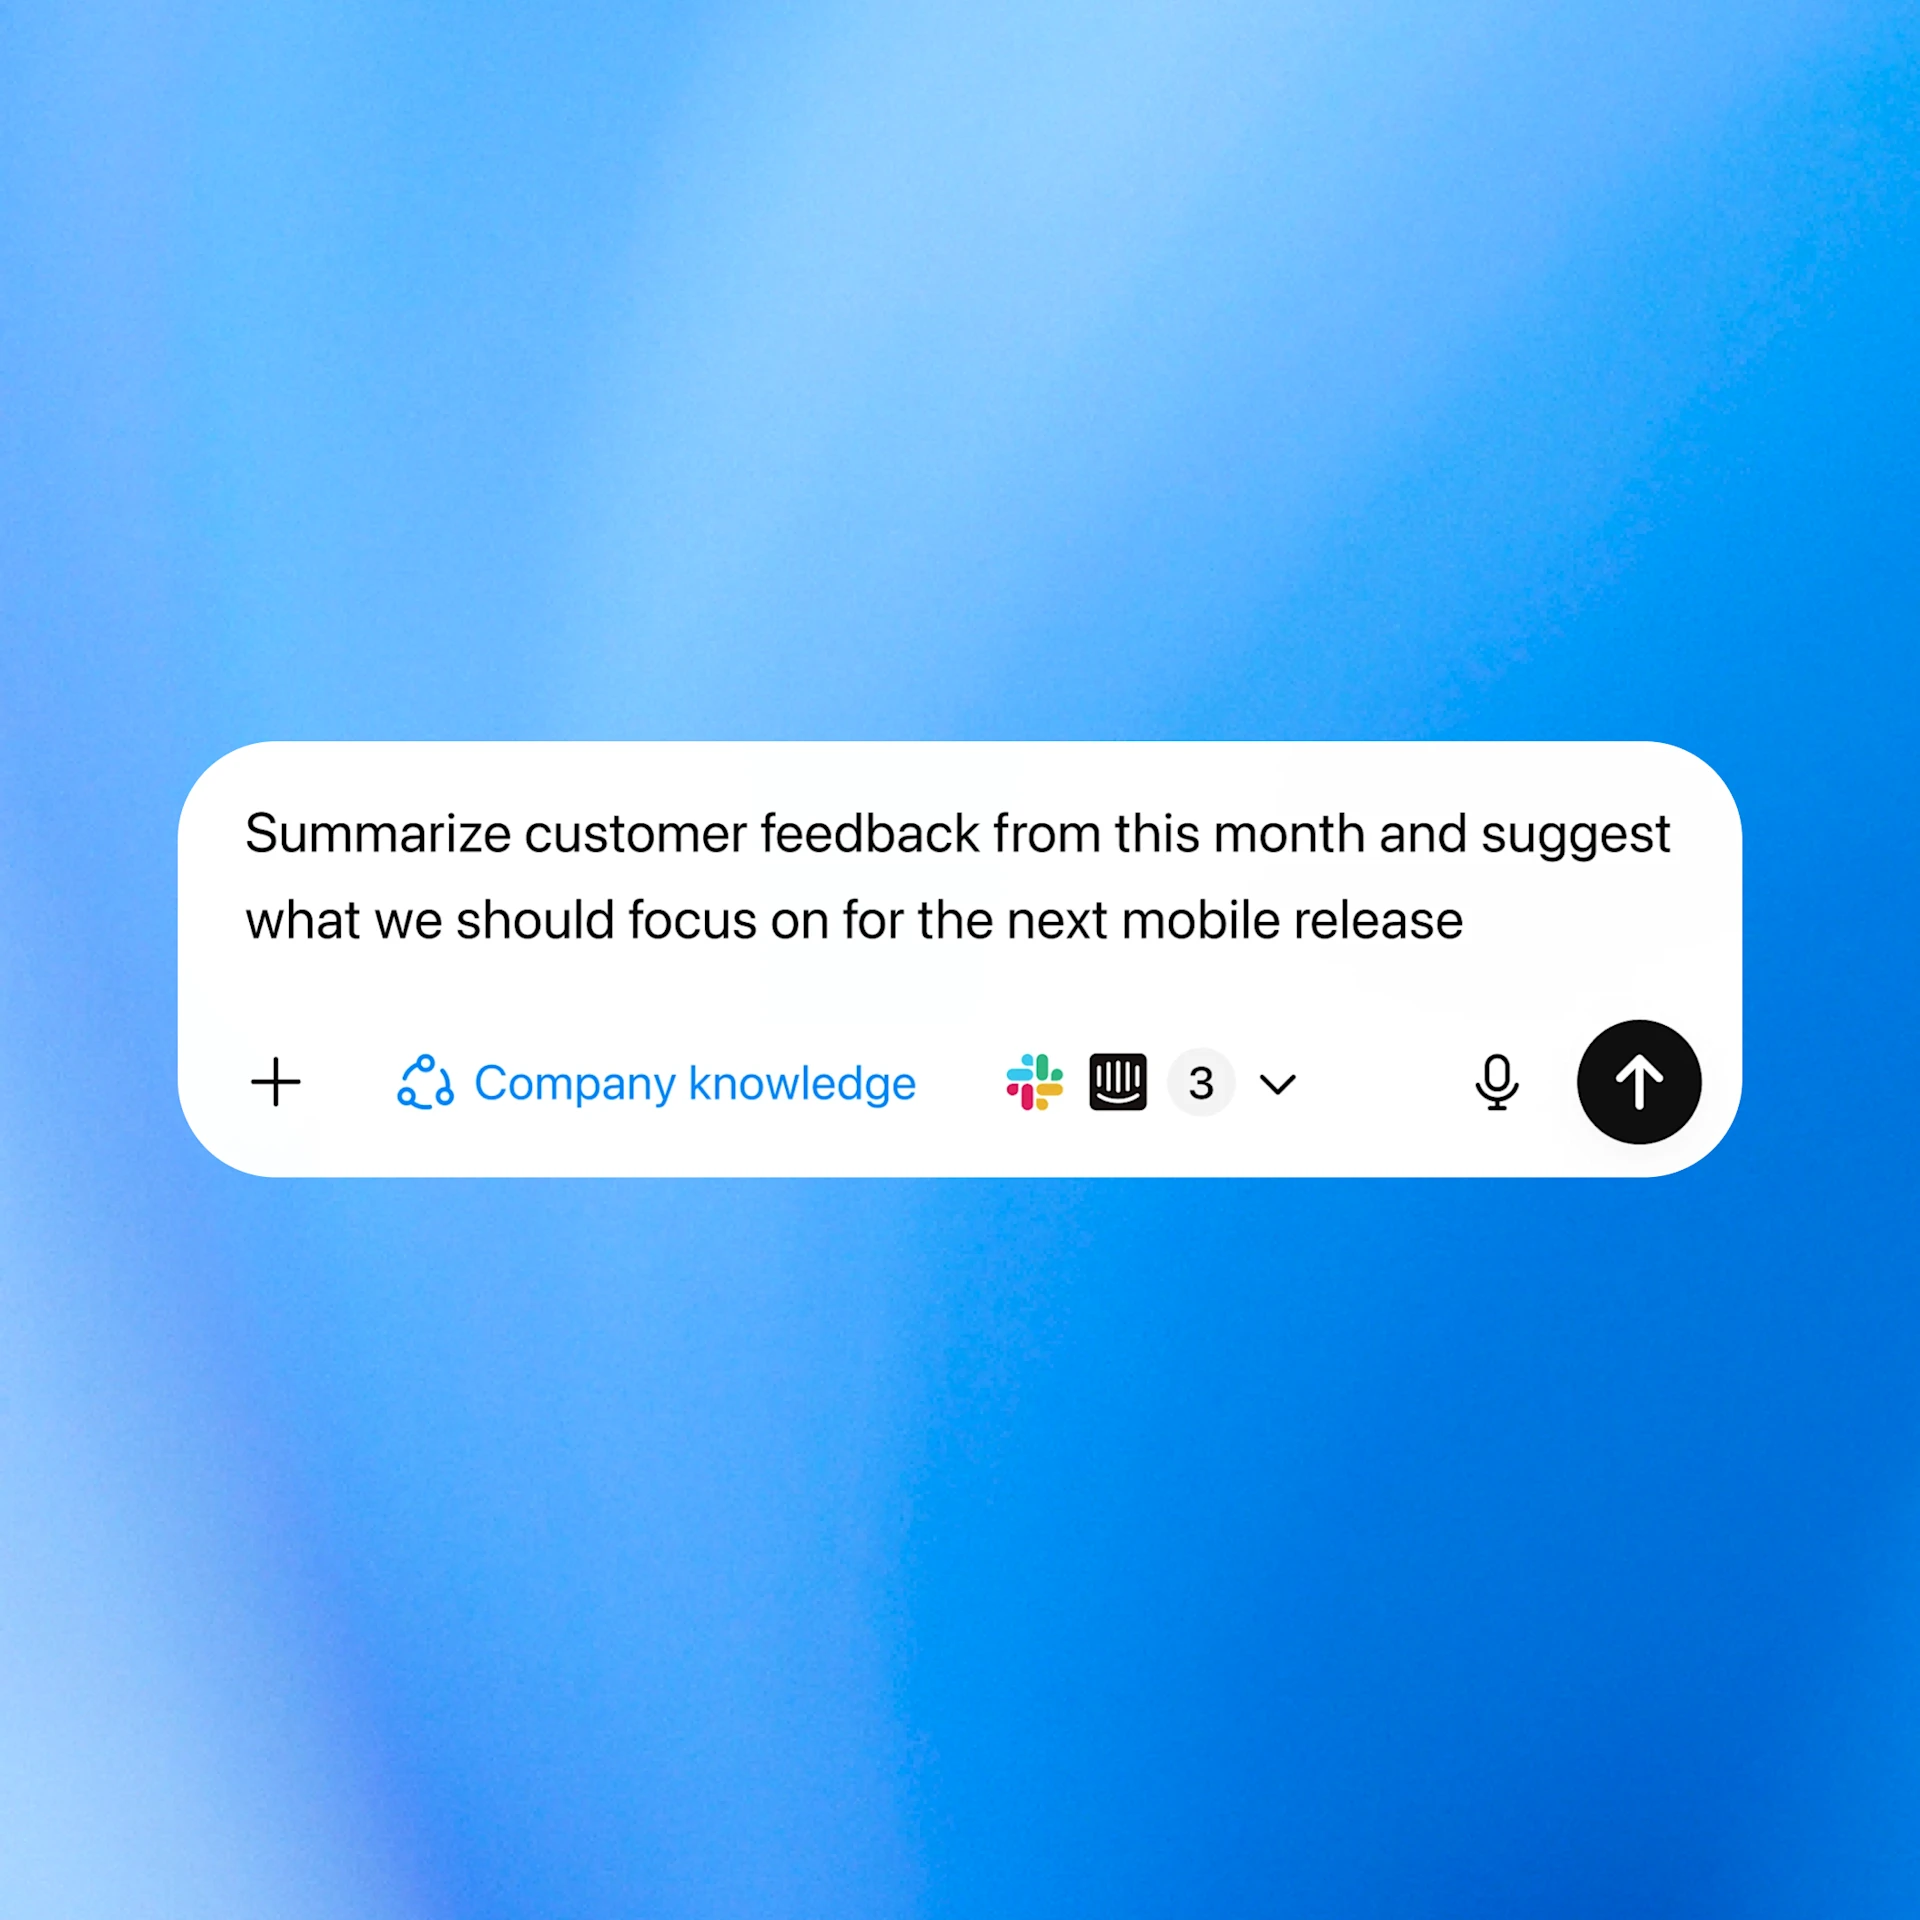 Summarize customer feedback from this month and suggest
what we should focus on for the next mobile release
Company knowledge 3